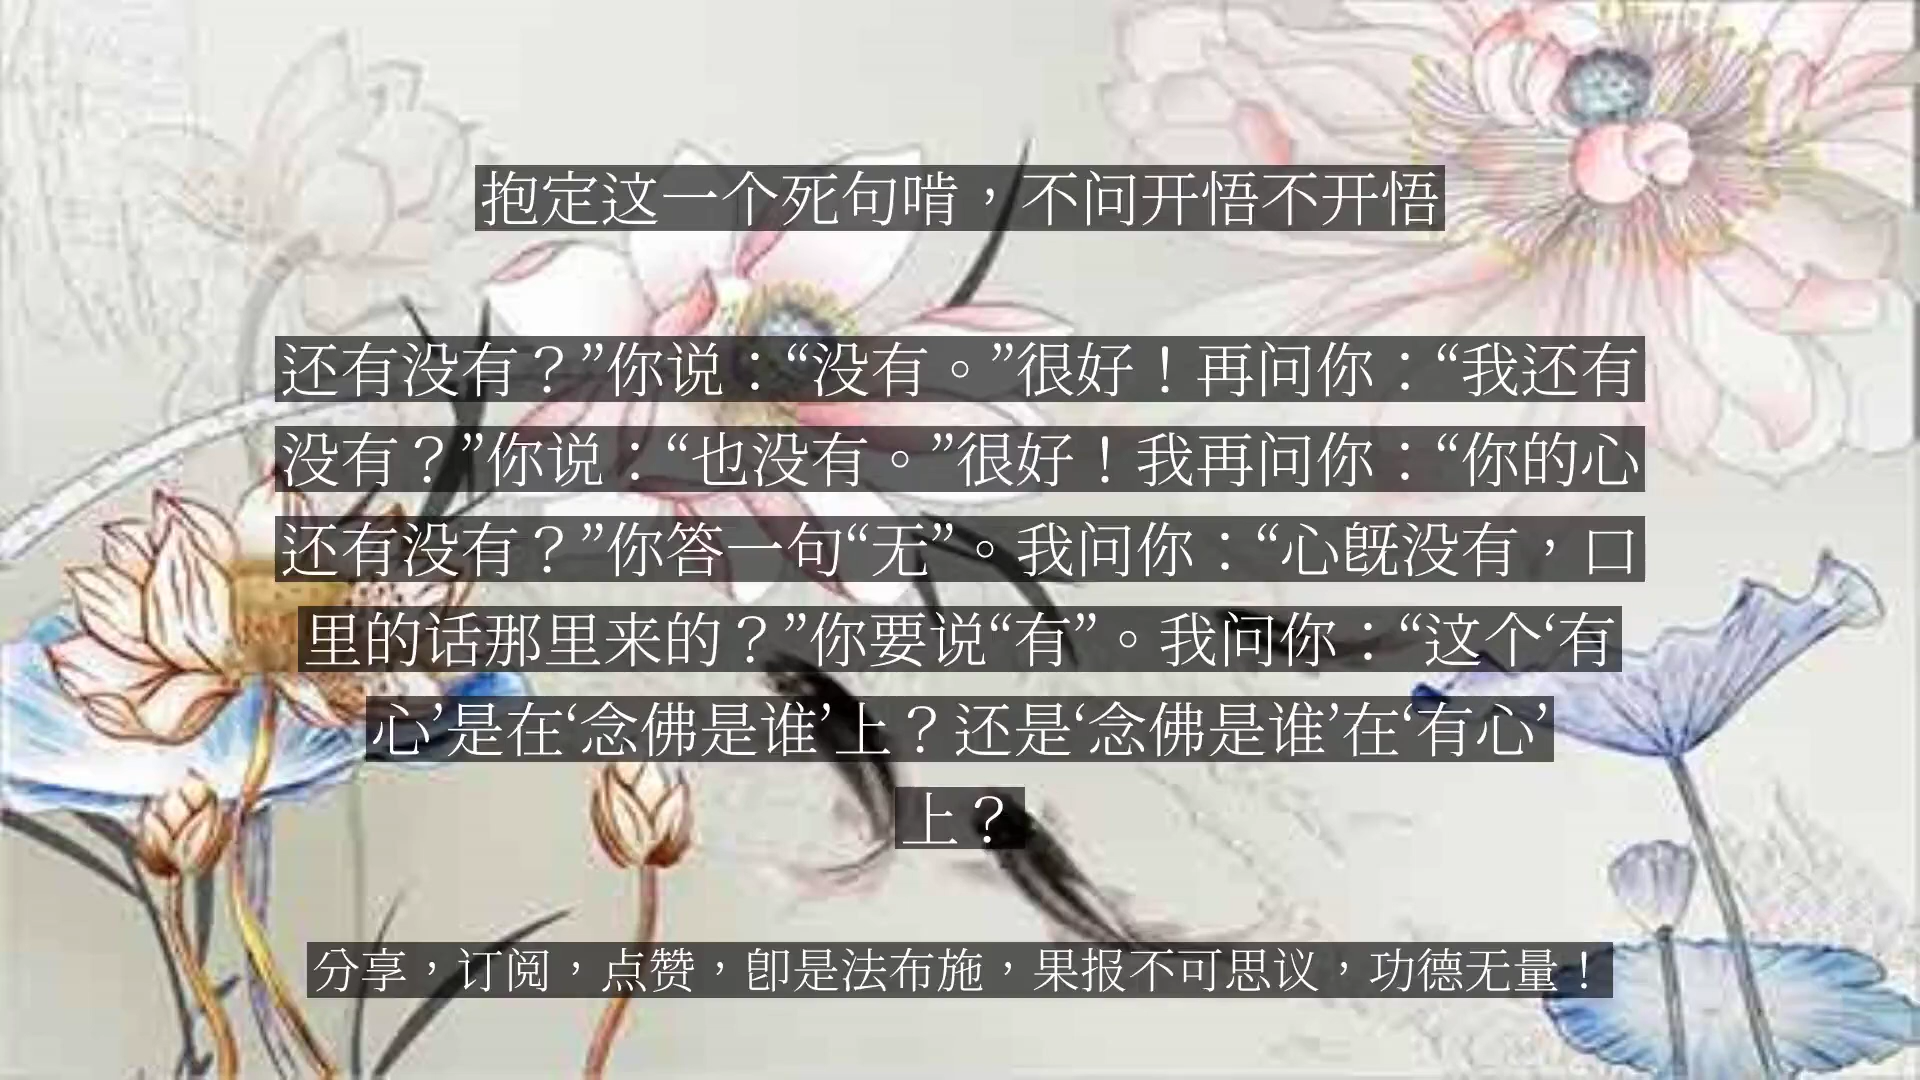 抱定这一个死句啃，不问开悟不开悟
还有没有？”你说：“没有。”很好！再问你：“我还有
没有？”你说：“也没有。”很好！我再问你：“你的心
还有没有？”你答一句“无”。我问你：“心既没有，口
里的话那里来的？”你要说“有”。我问你：“这个‘有
心’是在‘念佛是谁’上？还是‘念佛是谁’在‘有心’
上？
分享，订阅，点赞，即是法布施，果报不可思议，功德无量！